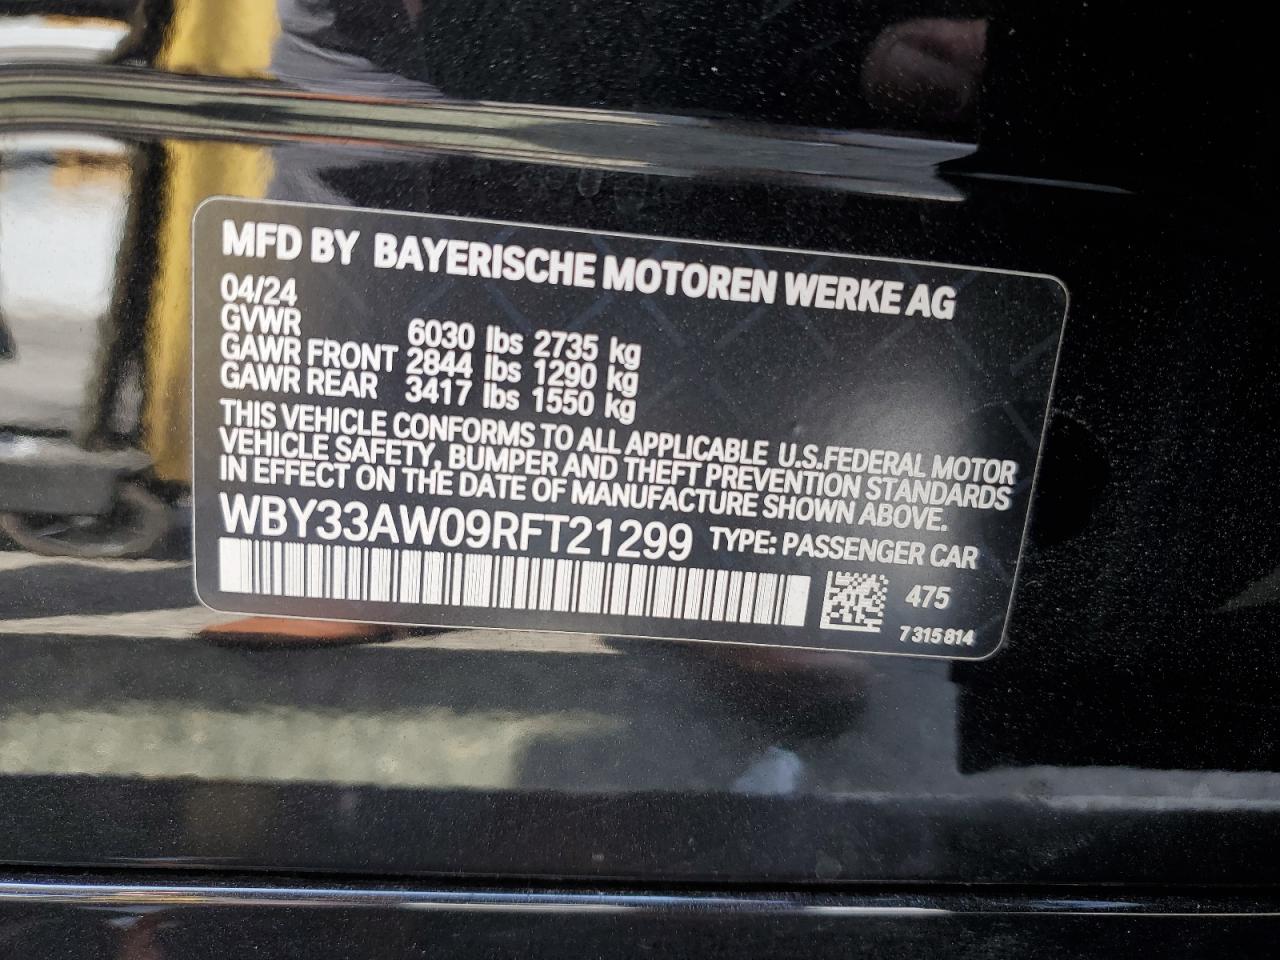 MFD BY BAYERISCHE MOTOREN WERKE AG
04/24
GVWR 6030 lbs 2735 kg
GAWR FRONT 2844 lbs 1290 kg
GAWR REAR 3417 lbs 1550 kg
THIS VEHICLE CONFORMS TO ALL APPLICABLE U.S.FEDERAL MOTOR
VEHICLE SAFETY, BUMPER AND THEFT PREVENTION STANDARDS
IN EFFECT ON THE DATE OF MANUFACTURE SHOWN ABOVE.
WBY33AW09RFT21299 TYPE: PASSENGER CAR
475
7 315 814